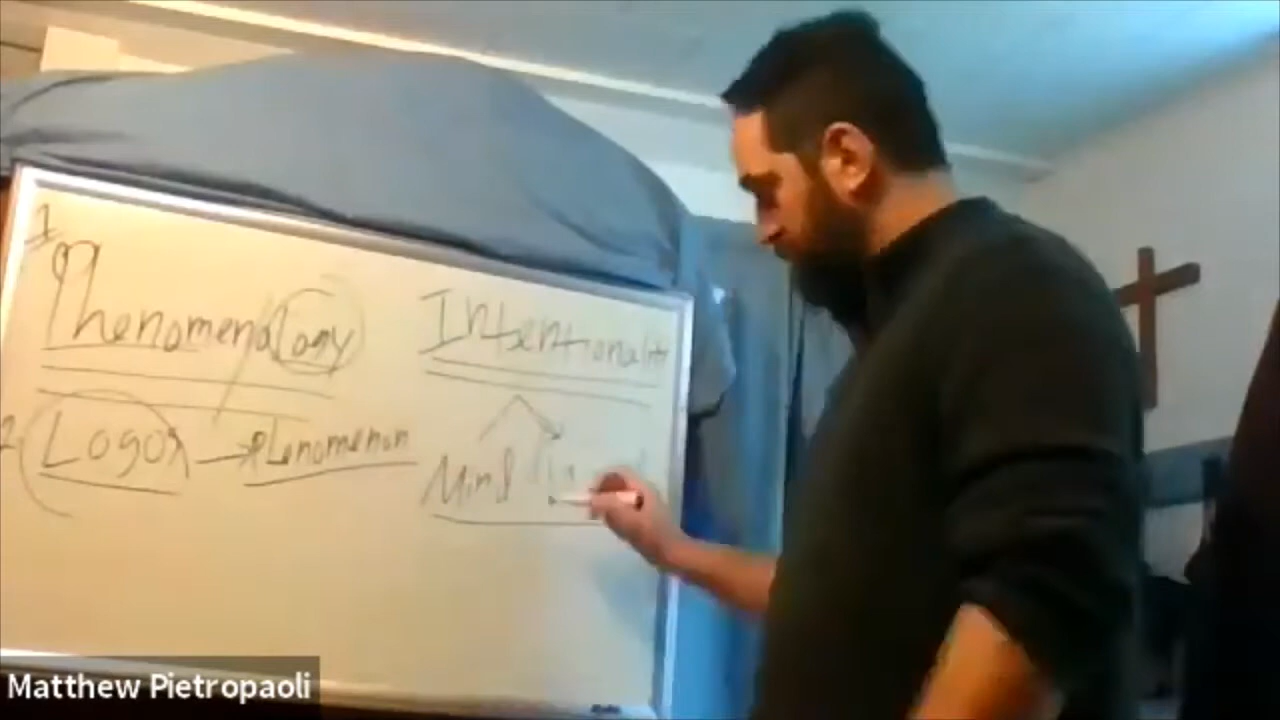 1
Phenomenology
Intentionality
2 Logos → Phenomenon
Mind
Matthew Pietropaoli